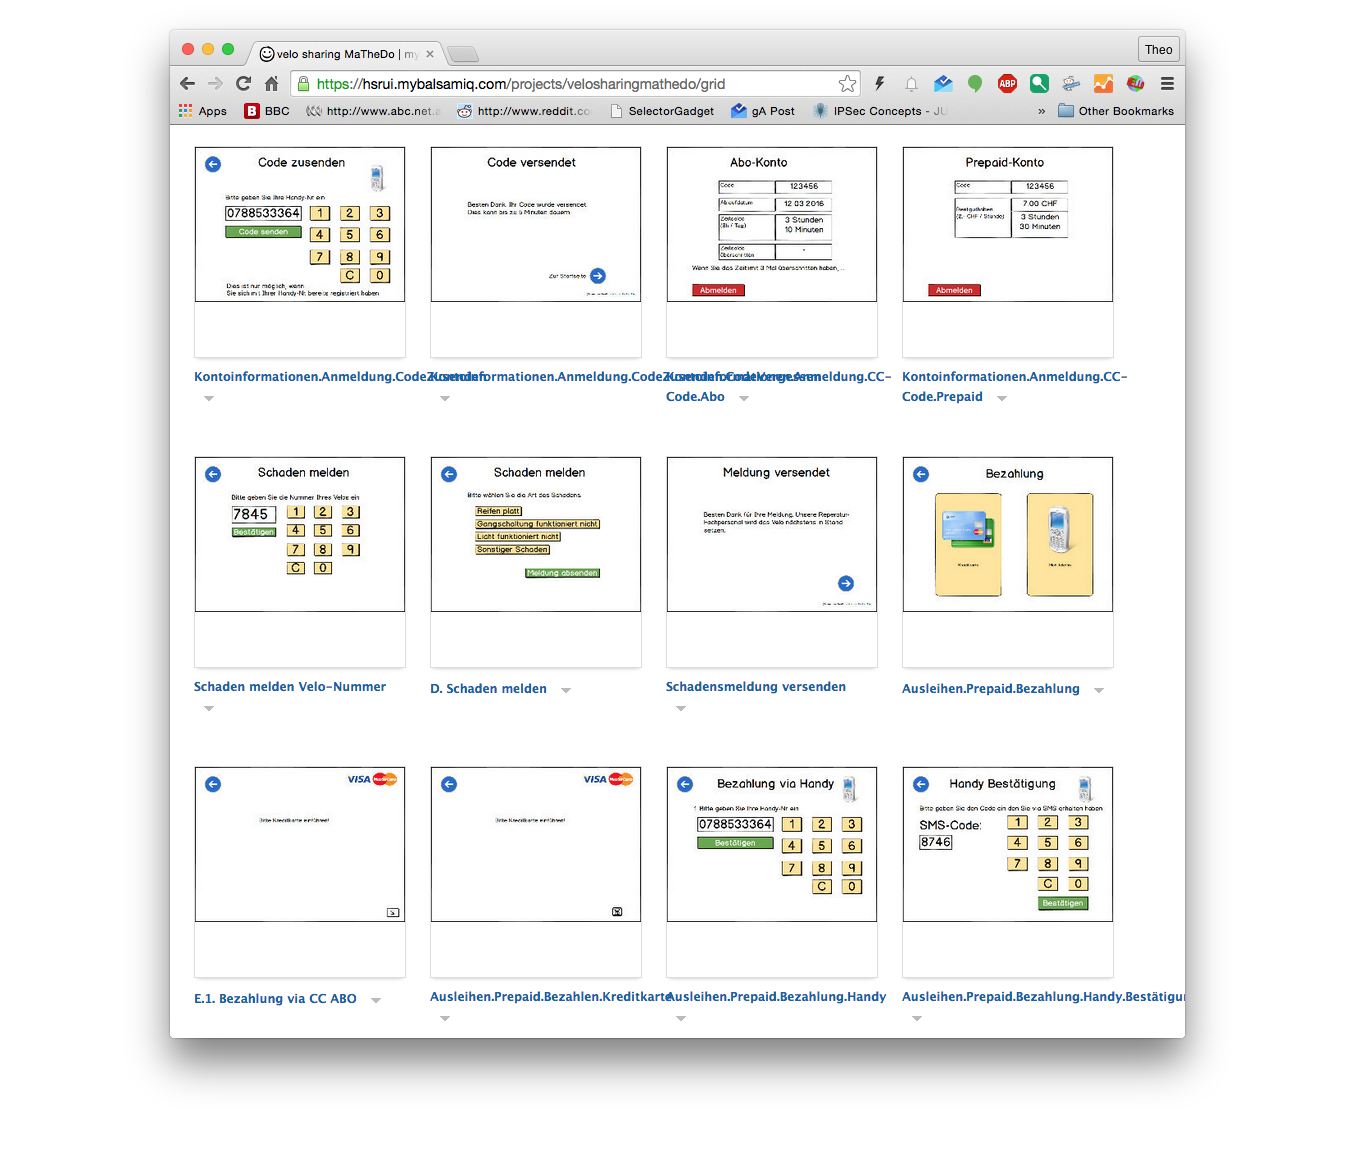 velo sharing MaTheDo | my
Theo
https://hsrui.mybalsamiq.com/projects/velosharingmathedo/grid
ABP
Apps
B BBC
http://www.abc.net.a
http://www.reddit.co
SelectorGadget
gA Post
IPSec Concepts - JU
»
Other Bookmarks
Code zusenden
Bitte geben Sie Ihre Handy-Nr ein
0788533364
1 2 3
Code senden
4 5 6
7 8 9
C 0
Dies ist nur möglich, wenn
Sie sich mit Ihrer Handy-Nr bereits registriert haben
Code versendet
Besten Dank. Ihr Code wurde versendet.
Dies kann bis zu 5 Minuten dauern
Zur Startseite
Abo-Konto
Code 123456
Ablaufdatum 12.03.2016
Zeitsaldo
(3h / Tag)
3 Stunden
10 Minuten
Zeitsaldo
Überschritten
-
Wenn Sie das Zeitlimit 3 Mal überschritten haben, ...
Abmelden
Prepaid-Konto
Code 123456
Restguthaben
(2.- CHF / Stunde)
7.00 CHF
3 Stunden
30 Minuten
Abmelden
Kontoinformationen.Anmeldung.CodeZusenden
Kontoinformationen.Anmeldung.CodeZusenden.CodeVergessen
Kontoinformationen.Anmeldung.CC-
Code.Abo
Kontoinformationen.Anmeldung.CC-
Code.Prepaid
Schaden melden
Bitte geben Sie die Nummer Ihres Velos ein
7845
1 2 3
Bestätigen
4 5 6
7 8 9
C 0
Schaden melden
Bitte wählen Sie die Art des Schadens.
Reifen platt
Gangschaltung funktioniert nicht
Licht funktioniert nicht
Sonstiger Schaden
Meldung absenden
Meldung versendet
Besten Dank für Ihre Meldung. Unsere Reperatur-
Fachpersonal wird das Velo nächstens in Stand
setzen.
Bezahlung
Kreditkarte
Schaden melden Velo-Nummer
D. Schaden melden
Schadensmeldung versenden
Ausleihen.Prepaid.Bezahlung
VISA MasterCard
Bitte Kreditkarte einführen!
VISA MasterCard
Bitte Kreditkarte einführen!
Bezahlung via Handy
1. Bitte geben Sie Ihre Handy-Nr ein
0788533364
1 2 3
Bestätigen
4 5 6
7 8 9
C 0
Handy Bestätigung
Bitte geben Sie den Code ein den Sie via SMS erhalten haben
SMS-Code:
8746
1 2 3
4 5 6
7 8 9
C 0
Bestätigen
E.1. Bezahlung via CC ABO
Ausleihen.Prepaid.Bezahlen.Kreditkarte
Ausleihen.Prepaid.Bezahlung.Handy
Ausleihen.Prepaid.Bezahlung.Handy.Bestätigun